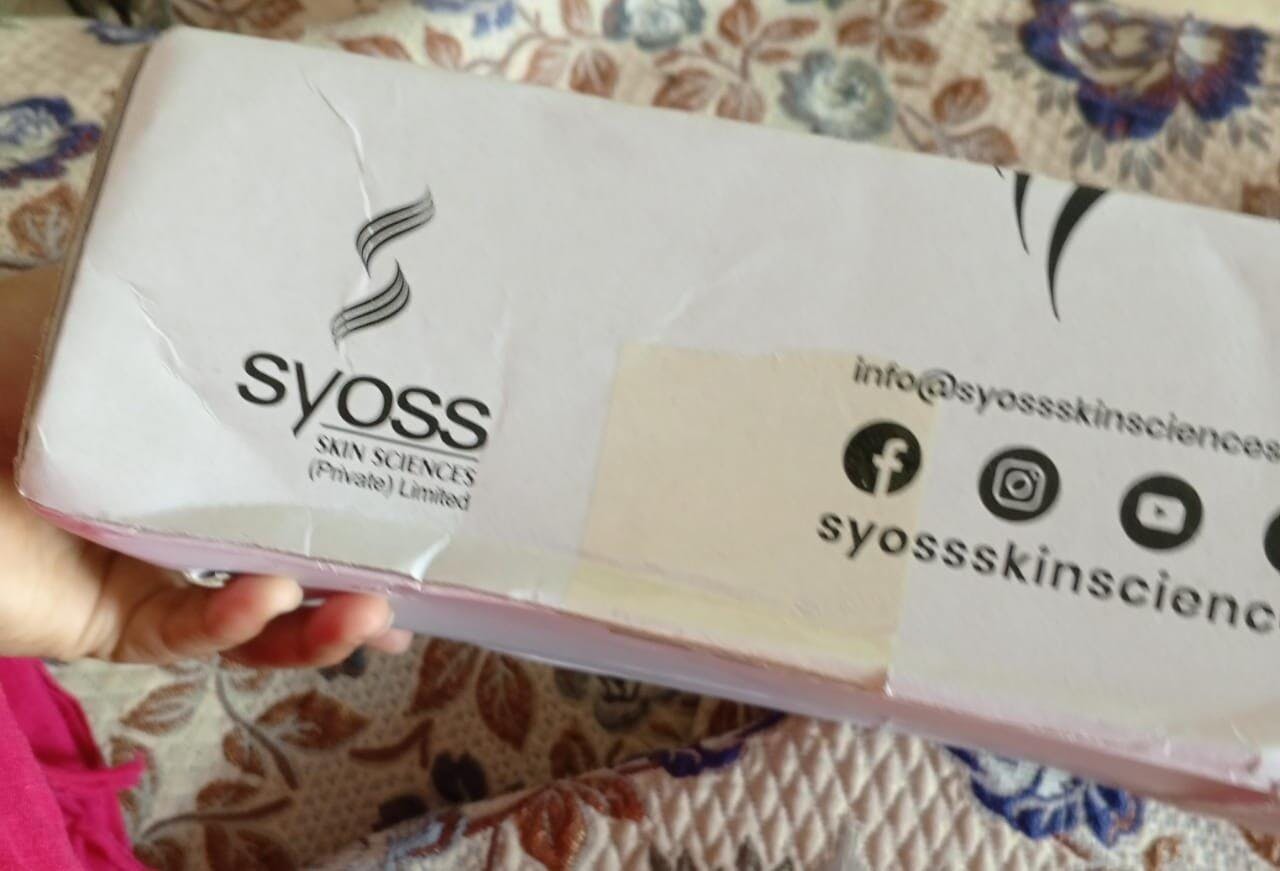 syoss
SKIN SCIENCES
(Private) Limited
info@syossskinsciences
syossskinscienc